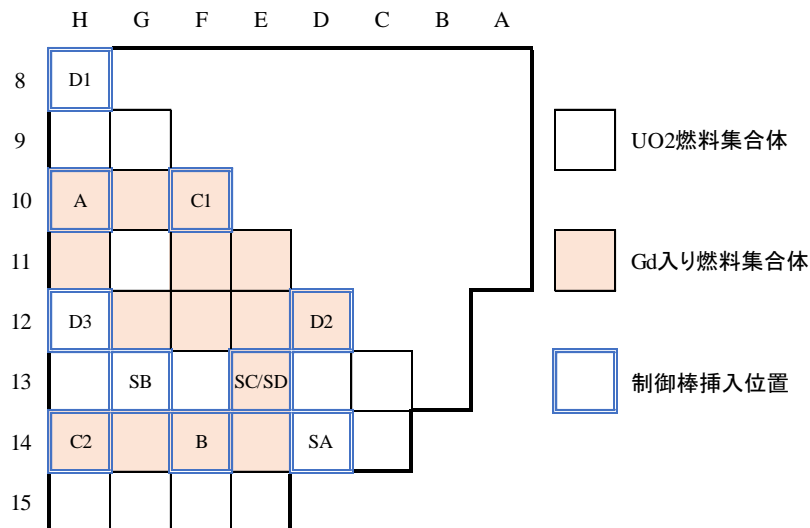 H G F E D C B A
8 D1
9
UO2燃料集合体
10 A C1
11
Gd入り燃料集合体
12 D3 D2
13 SB SC/SD
制御棒挿入位置
14 C2 B SA
15